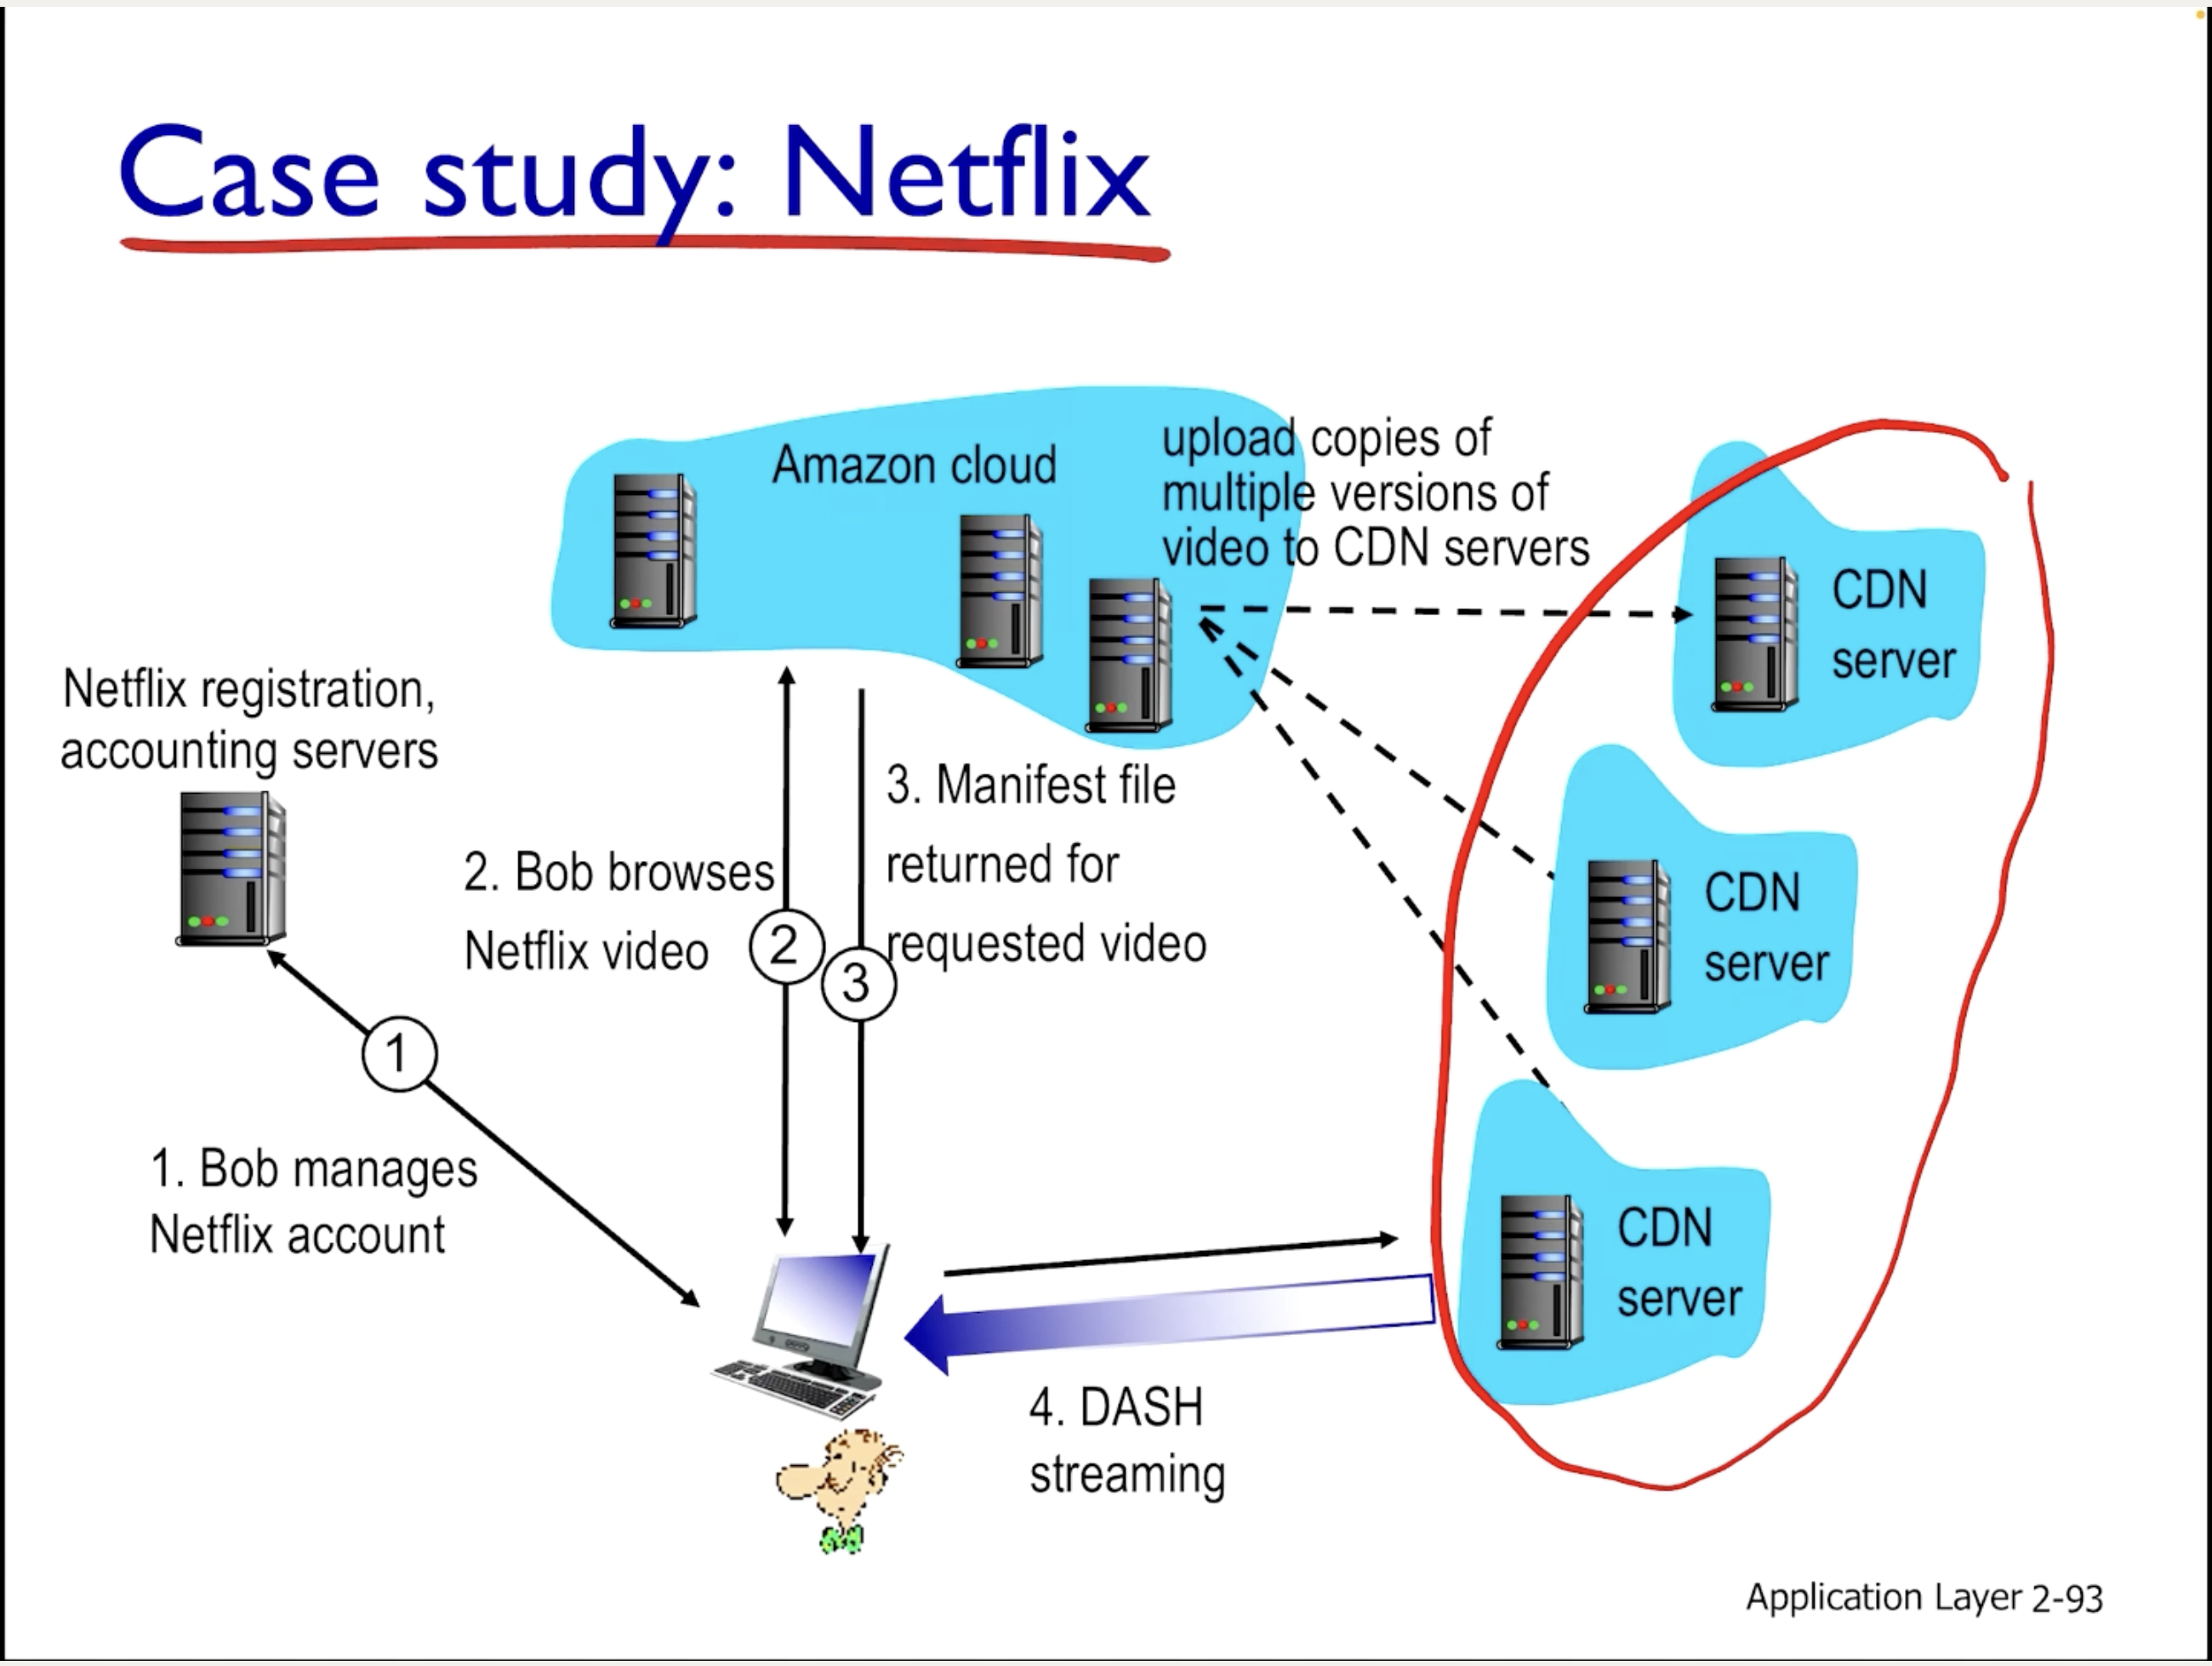 Case study: Netflix
Amazon cloud
upload copies of
multiple versions of
video to CDN servers
CDN
server
Netflix registration,
accounting servers
3. Manifest file
returned for
requested video
2. Bob browses
Netflix video
2
3
CDN
server
1
1. Bob manages
Netflix account
CDN
server
4. DASH
streaming
Application Layer 2-93